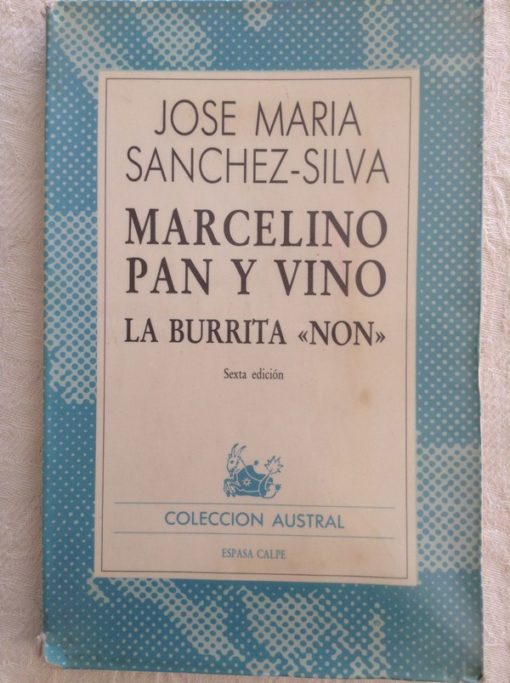 JOSE MARIA
SANCHEZ-SILVA
MARCELINO
PAN Y VINO
LA BURRITA «NON»
Sexta edición
COLECCION AUSTRAL
ESPASA CALPE